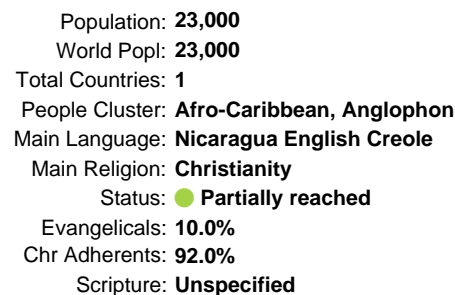 Population: 23,000
World Popl: 23,000
Total Countries: 1
People Cluster: Afro-Caribbean, Anglophon
Main Language: Nicaragua English Creole
Main Religion: Christianity
Status: Partially reached
Evangelicals: 10.0%
Chr Adherents: 92.0%
Scripture: Unspecified